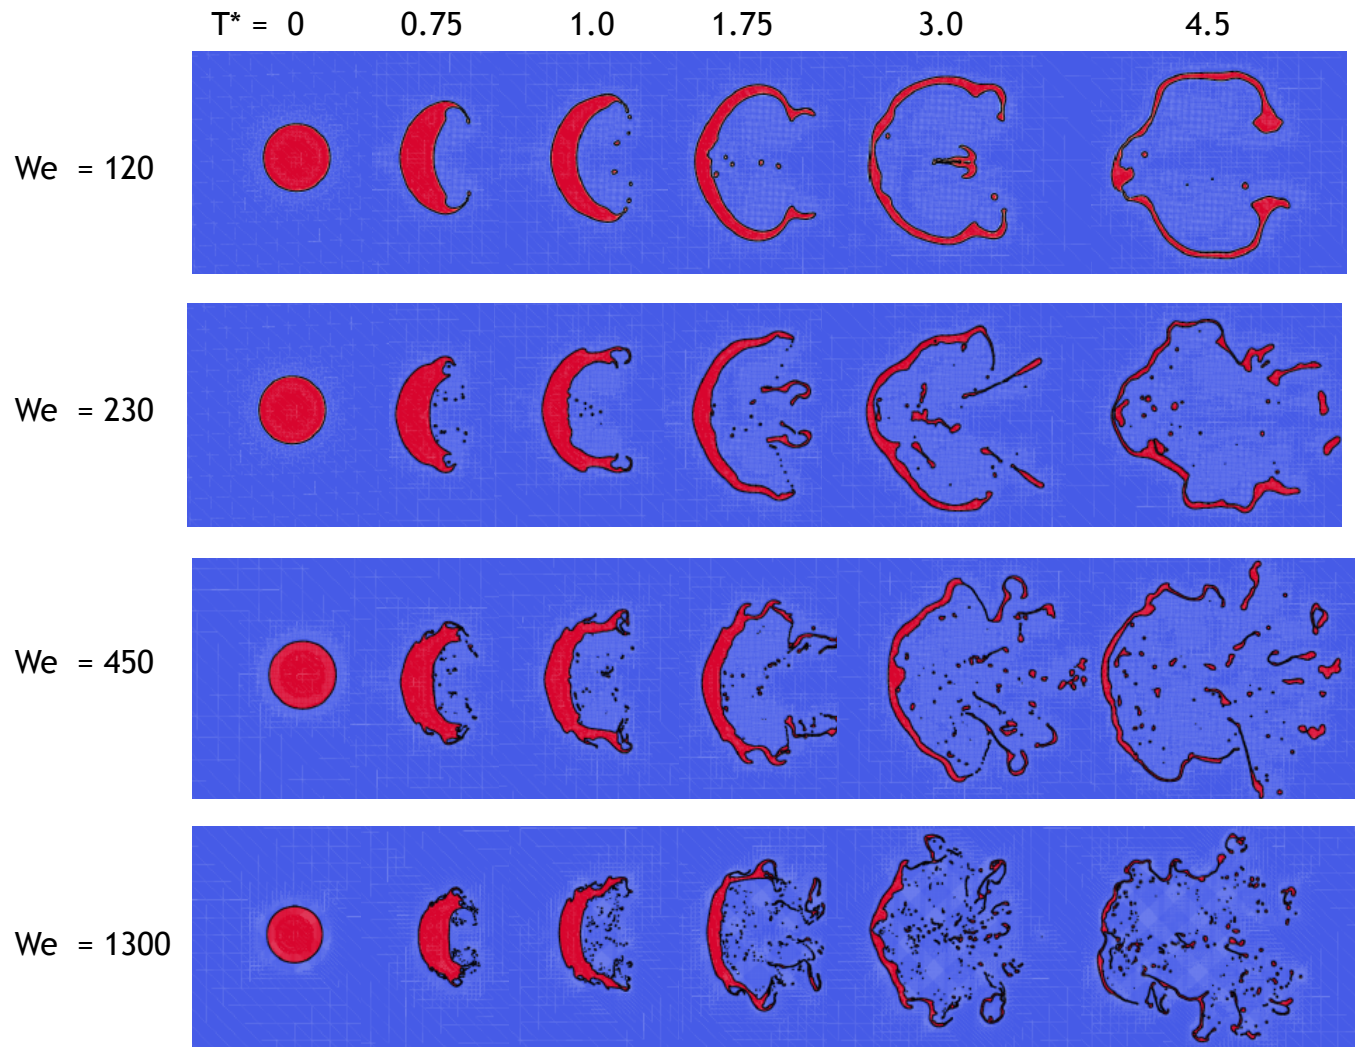 T* = 0 0.75 1.0 1.75 3.0 4.5
We = 120
We = 230
We = 450
We = 1300